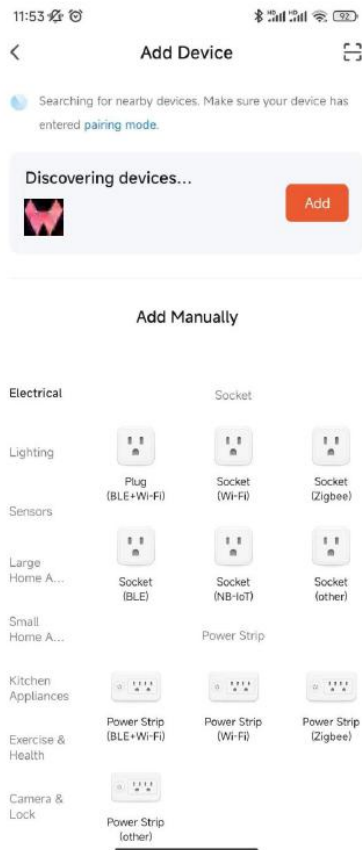 11:53
92
Add Device
Searching for nearby devices. Make sure your device has
entered pairing mode.
Discovering devices...
Add
Add Manually
Electrical
Socket
Lighting
Plug
(BLE+Wi-Fi)
Socket
(Wi-Fi)
Socket
(Zigbee)
Sensors
Large
Home A...
Socket
(BLE)
Socket
(NB-IoT)
Socket
(other)
Small
Home A...
Power Strip
Kitchen
Appliances
Power Strip
(BLE+Wi-Fi)
Power Strip
(Wi-Fi)
Power Strip
(Zigbee)
Exercise &
Health
Camera &
Lock
Power Strip
(other)